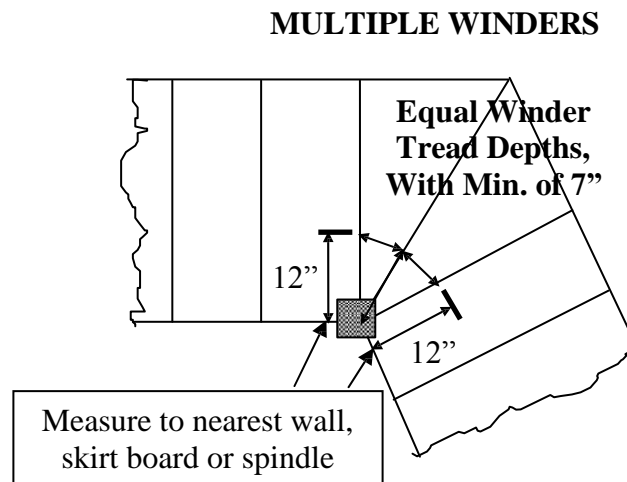 MULTIPLE WINDERS
Equal Winder
Tread Depths,
With Min. of 7”
12”
12”
Measure to nearest wall,
skirt board or spindle